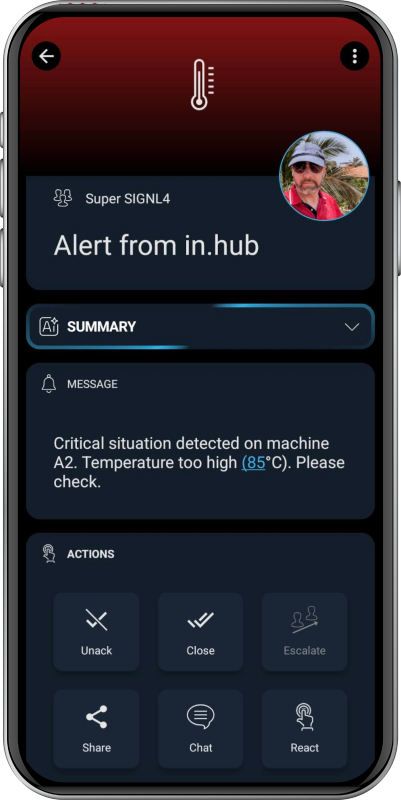 Super SIGNL4
Alert from in.hub
AI SUMMARY
MESSAGE
Critical situation detected on machine
A2. Temperature too high (85°C). Please
check.
ACTIONS
Unack Close Escalate
Share Chat React